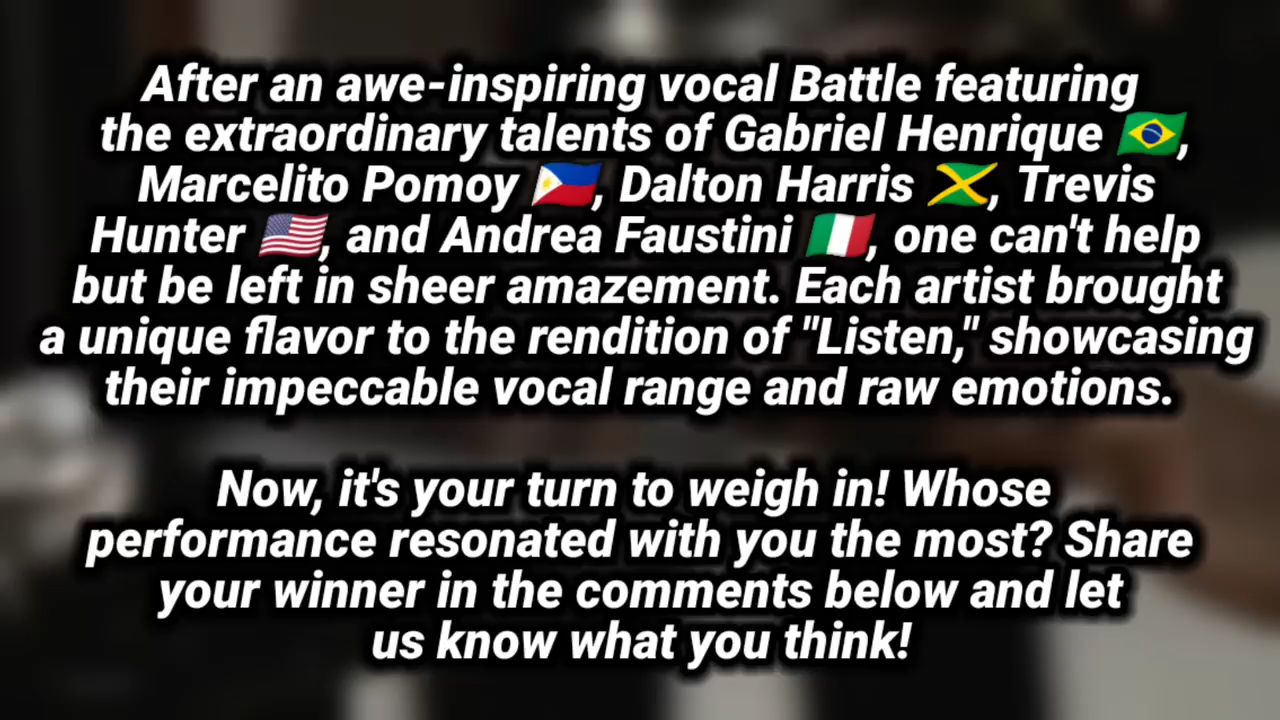 After an awe-inspiring vocal Battle featuring
the extraordinary talents of Gabriel Henrique 🇧🇷,
Marcelito Pomoy 🇵🇭, Dalton Harris 🇯🇲, Trevis
Hunter 🇺🇸, and Andrea Faustini 🇮🇹, one can't help
but be left in sheer amazement. Each artist brought
a unique flavor to the rendition of "Listen," showcasing
their impeccable vocal range and raw emotions.
Now, it's your turn to weigh in! Whose
performance resonated with you the most? Share
your winner in the comments below and let
us know what you think!